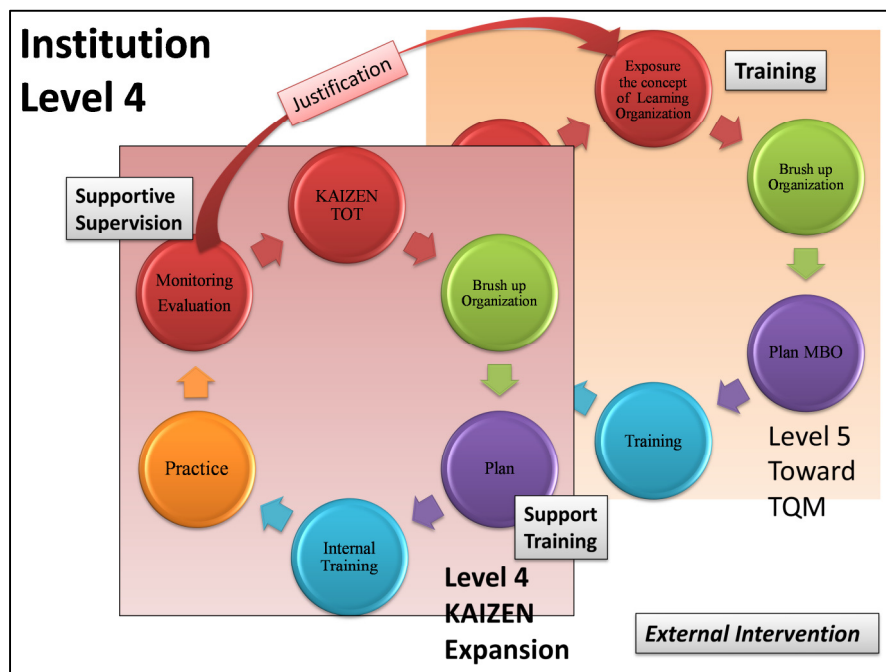 Institution
Level 4
Justification
Exposure
the concept
of Learning
Organization
Training
Supportive
Supervision
KAIZEN
TOT
Brush up
Organization
Monitoring
Evaluation
Brush up
Organization
Plan MBO
Practice
Plan
Training
Level 5
Toward
TQM
Support
Training
Internal
Training
Level 4
KAIZEN
Expansion
External Intervention